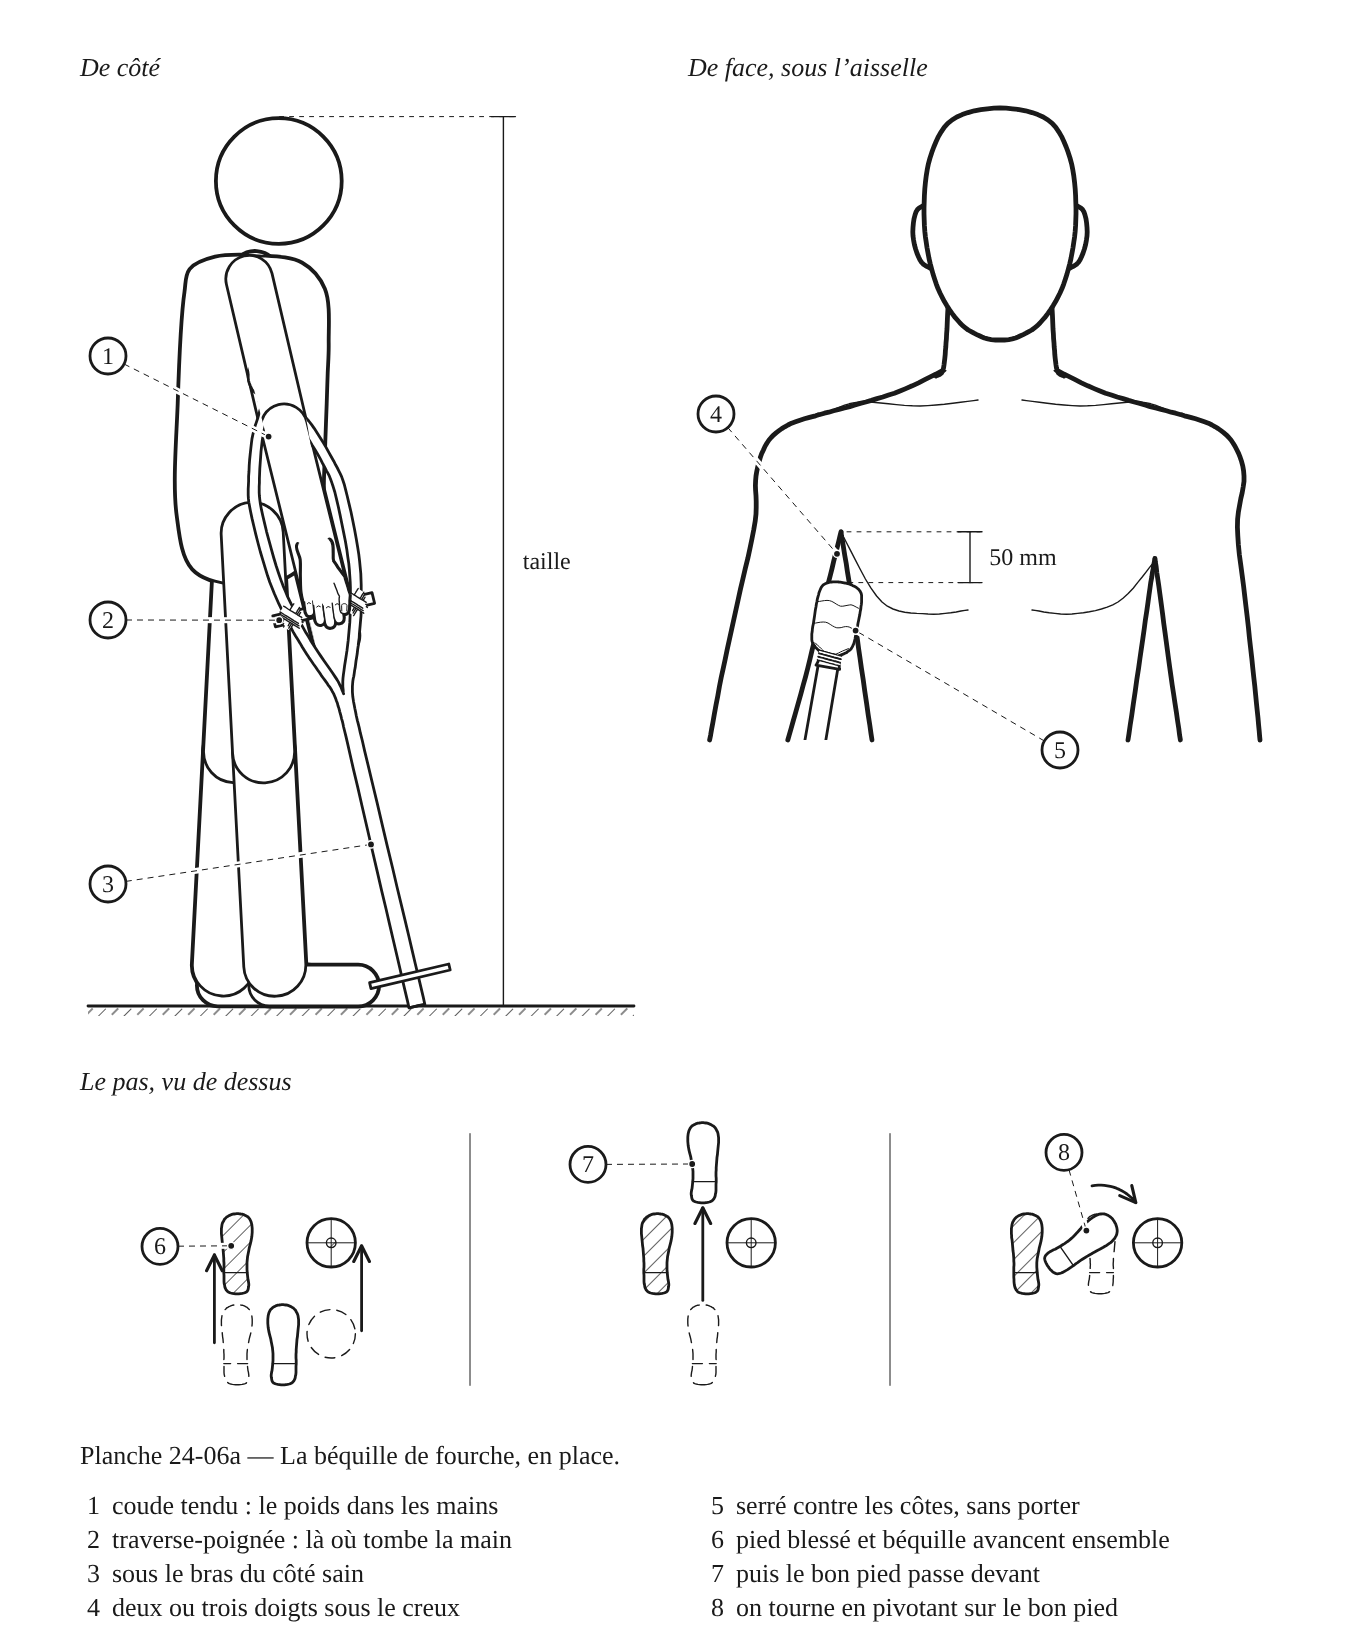 De côté
De face, sous l’aisselle
1
4
50 mm
taille
2
5
3
Le pas, vu de dessus
7
8
6
Planche 24-06a — La béquille de fourche, en place.
1 coude tendu : le poids dans les mains
2 traverse-poignée : là où tombe la main
3 sous le bras du côté sain
4 deux ou trois doigts sous le creux
5 serré contre les côtes, sans porter
6 pied blessé et béquille avancent ensemble
7 puis le bon pied passe devant
8 on tourne en pivotant sur le bon pied